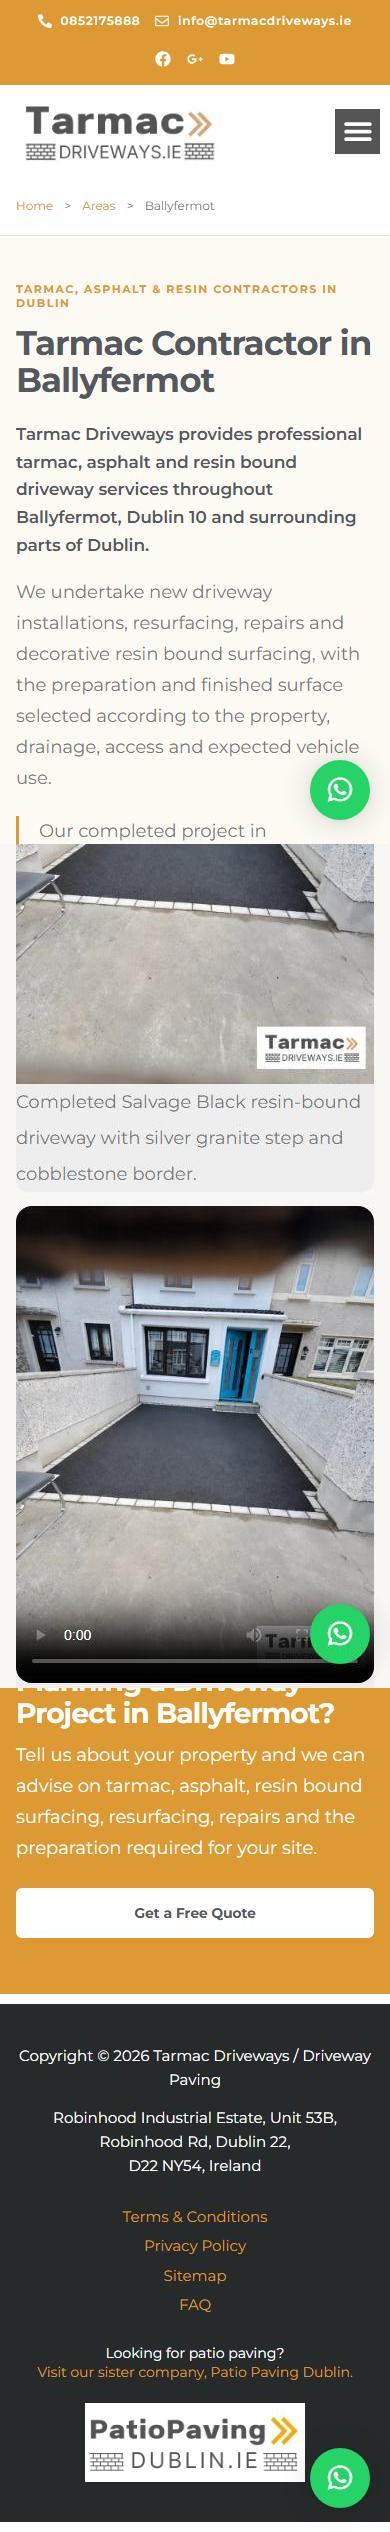 0852175888 info@tarmacdriveways.ie
Tarmac
DRIVEWAYS.IE
Home > Areas > Ballyfermot
TARMAC, ASPHALT & RESIN CONTRACTORS IN
DUBLIN
Tarmac Contractor in
Ballyfermot
Tarmac Driveways provides professional
tarmac, asphalt and resin bound
driveway services throughout
Ballyfermot, Dublin 10 and surrounding
parts of Dublin.
We undertake new driveway
installations, resurfacing, repairs and
decorative resin bound surfacing, with
the preparation and finished surface
selected according to the property,
drainage, access and expected vehicle
use.
Our completed project in
Tarmac
DRIVEWAYS.IE
Completed Salvage Black resin-bound
driveway with silver granite step and
cobblestone border.
0:00
Planning a Driveway
Project in Ballyfermot?
Tell us about your property and we can
advise on tarmac, asphalt, resin bound
surfacing, resurfacing, repairs and the
preparation required for your site.
Get a Free Quote
Copyright © 2026 Tarmac Driveways / Driveway
Paving
Robinhood Industrial Estate, Unit 53B,
Robinhood Rd, Dublin 22,
D22 NY54, Ireland
Terms & Conditions
Privacy Policy
Sitemap
FAQ
Looking for patio paving?
Visit our sister company, Patio Paving Dublin.
PatioPaving
DUBLIN.IE